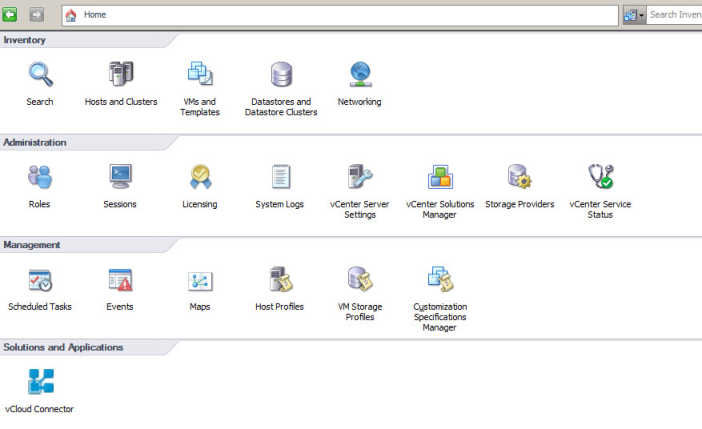 Home
Search Inven
Inventory
Search
Hosts and Clusters
VMs and
Templates
Datastores and
Datastore Clusters
Networking
Administration
Roles
Sessions
Licensing
System Logs
vCenter Server
Settings
vCenter Solutions
Manager
Storage Providers
vCenter Service
Status
Management
Scheduled Tasks
Events
Maps
Host Profiles
VM Storage
Profiles
Customization
Specifications
Manager
Solutions and Applications
vCloud Connector